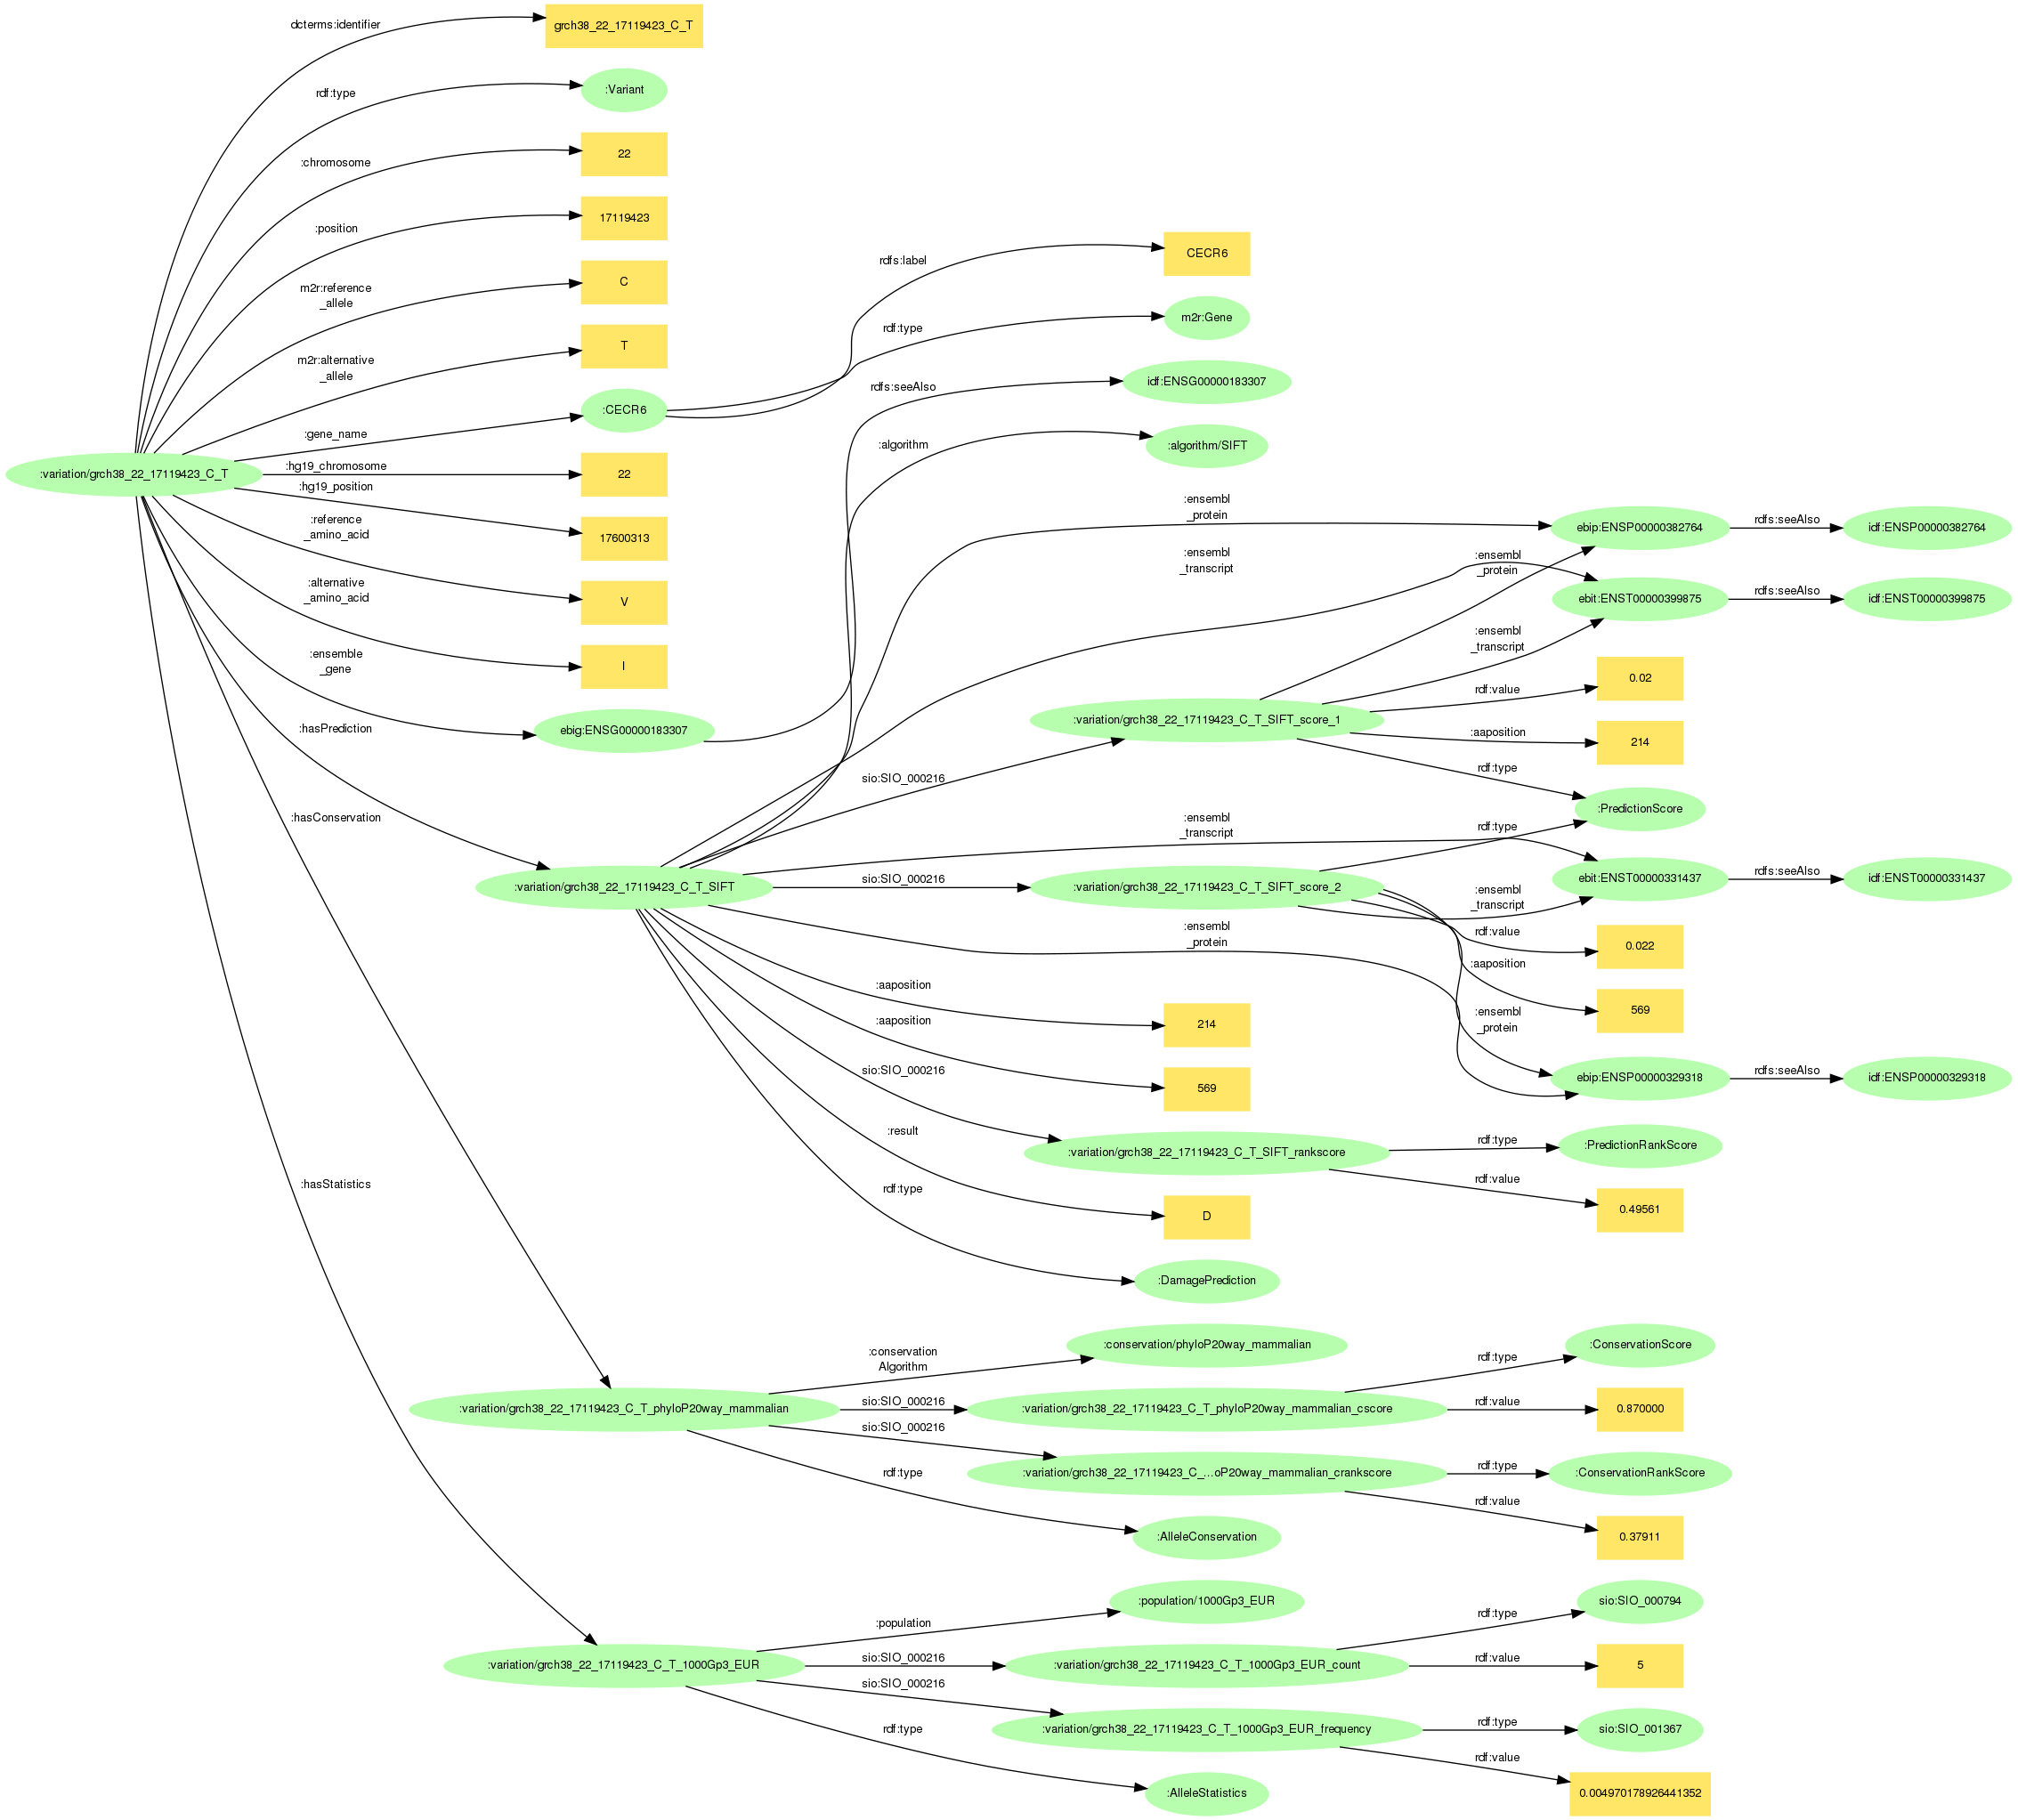 dcterms:identifier
grch38_22_17119423_C_T
rdf:type
:Variant
:chromosome
22
:position
17119423
m2r:reference
_allele
C
m2r:alternative
_allele
T
:gene_name
:CECR6
rdfs:label
CECR6
rdf:type
m2r:Gene
:variation/grch38_22_17119423_C_T
:hg19_chromosome
22
:hg19_position
17600313
:reference
_amino_acid
V
:alternative
_amino_acid
I
:ensemble
_gene
ebig:ENSG00000183307
rdfs:seeAlso
idf:ENSG00000183307
:hasPrediction
:variation/grch38_22_17119423_C_T_SIFT
:algorithm
:algorithm/SIFT
:ensembl
_protein
ebip:ENSP00000382764
rdfs:seeAlso
idf:ENSP00000382764
:ensembl
_transcript
ebit:ENST00000399875
rdfs:seeAlso
idf:ENST00000399875
sio:SIO_000216
:variation/grch38_22_17119423_C_T_SIFT_score_1
:ensembl
_protein
:ensembl
_transcript
rdf:value
0.02
:aaposition
214
rdf:type
:PredictionScore
:ensembl
_transcript
ebit:ENST00000331437
rdfs:seeAlso
idf:ENST00000331437
sio:SIO_000216
:variation/grch38_22_17119423_C_T_SIFT_score_2
rdf:type
:ensembl
_transcript
rdf:value
0.022
:aaposition
569
:ensembl
_protein
:ensembl
_protein
ebip:ENSP00000329318
rdfs:seeAlso
idf:ENSP00000329318
:aaposition
214
:aaposition
569
sio:SIO_000216
:variation/grch38_22_17119423_C_T_SIFT_rankscore
rdf:type
:PredictionRankScore
rdf:value
0.49561
:result
D
rdf:type
:DamagePrediction
:hasConservation
:variation/grch38_22_17119423_C_T_phyloP20way_mammalian
:conservation
Algorithm
:conservation/phyloP20way_mammalian
sio:SIO_000216
:variation/grch38_22_17119423_C_T_phyloP20way_mammalian_cscore
rdf:type
:ConservationScore
rdf:value
0.870000
sio:SIO_000216
:variation/grch38_22_17119423_C_...oP20way_mammalian_crankscore
rdf:type
:ConservationRankScore
rdf:value
0.37911
rdf:type
:AlleleConservation
:hasStatistics
:variation/grch38_22_17119423_C_T_1000Gp3_EUR
:population
:population/1000Gp3_EUR
sio:SIO_000216
:variation/grch38_22_17119423_C_T_1000Gp3_EUR_count
rdf:type
sio:SIO_000794
rdf:value
5
sio:SIO_000216
:variation/grch38_22_17119423_C_T_1000Gp3_EUR_frequency
rdf:type
sio:SIO_001367
rdf:value
0.004970178926441352
rdf:type
:AlleleStatistics